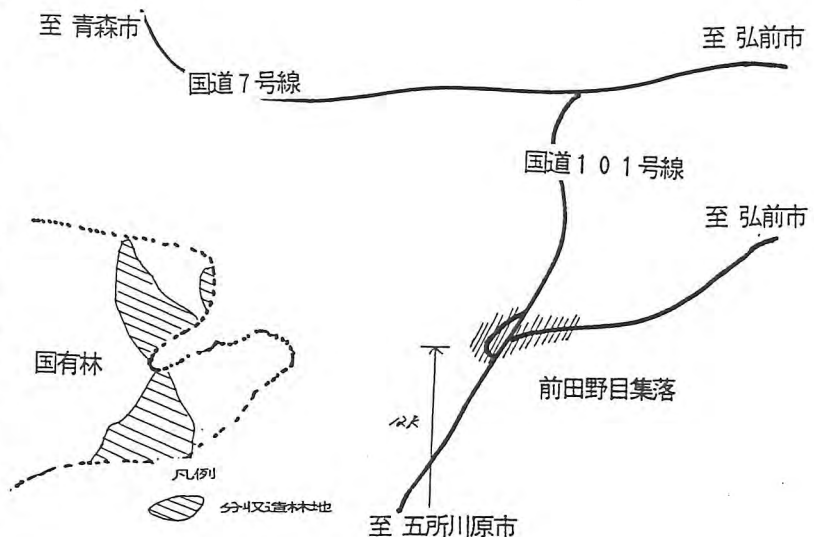 至 青森市
至 弘前市
国道7号線
国道101号線
至 弘前市
国有林
前田野目集落
凡例
分収造林地
至 五所川原市